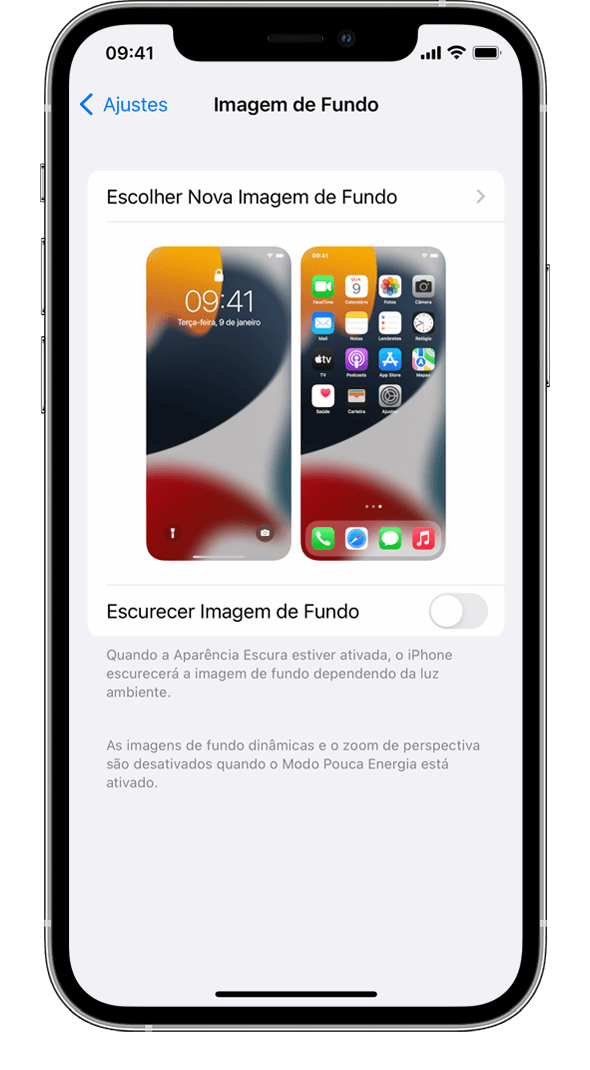 09:41
Ajustes
Imagem de Fundo
Escolher Nova Imagem de Fundo
09:41
Terça-feira, 9 de janeiro
09:41
QUA.
9
FaceTime Calendário Fotos Câmera
Mail Notas Lembretes Relógio
tv
TV Podcasts App Store Mapas
Saúde Carteira Ajustes
Escurecer Imagem de Fundo
Quando a Aparência Escura estiver ativada, o iPhone
escurecerá a imagem de fundo dependendo da luz
ambiente.
As imagens de fundo dinâmicas e o zoom de perspectiva
são desativados quando o Modo Pouca Energia está
ativado.